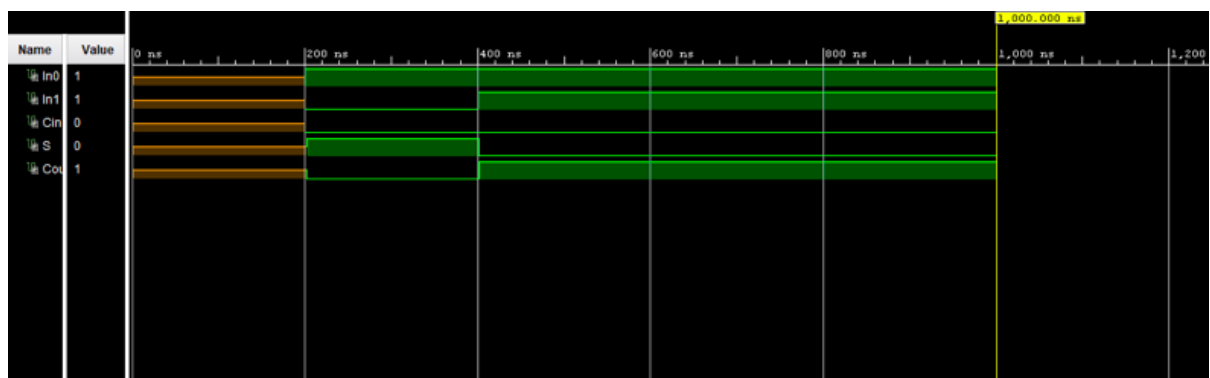 1,000.000 ns
Name Value 0 ns 200 ns 400 ns 600 ns 800 ns 1,000 ns 1,200
In0 1
In1 1
Cin 0
S 0
Cou 1